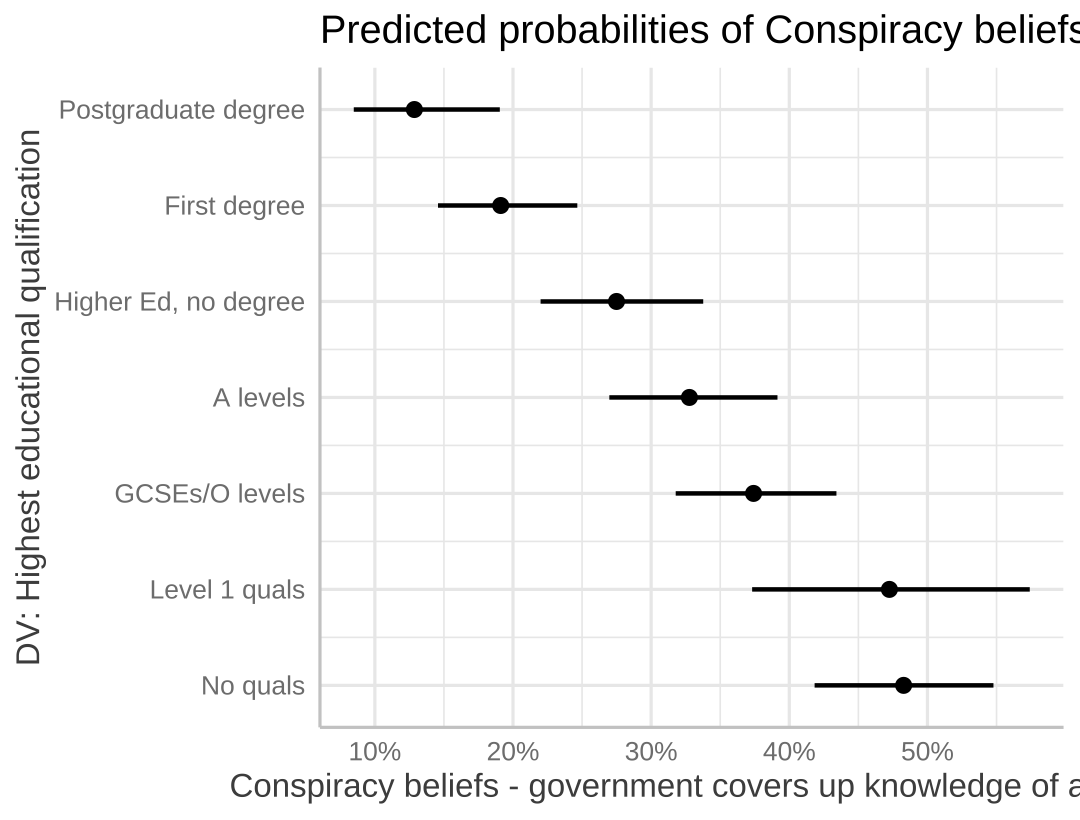 Predicted probabilities of Conspiracy beliefs
DV: Highest educational qualification
Postgraduate degree
First degree
Higher Ed, no degree
A levels
GCSEs/O levels
Level 1 quals
No quals
10% 20% 30% 40% 50%
Conspiracy beliefs - government covers up knowledge of a